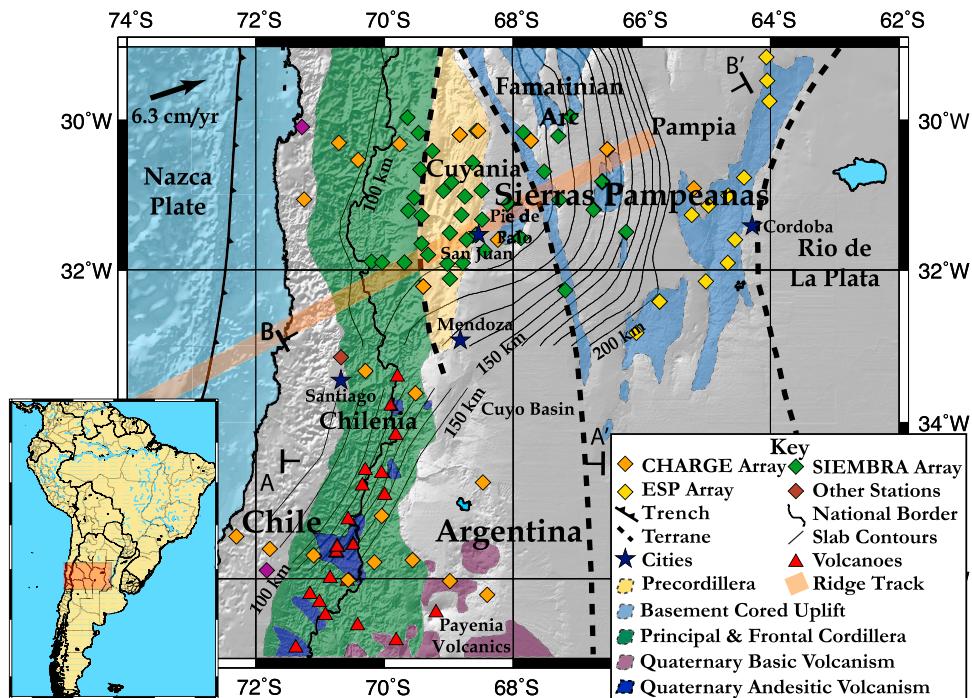 74°S 72°S 70°S 68°S 66°S 64°S 62°S
30°W
32°W
34°W
6.3 cm/yr
Nazca
Plate
B'
Famatinian
Arc
Pampia
100 km
Cuyania
Sierras Pampeanas
Pie de
Palo
San Juan
Cordoba
Rio de
La Plata
B
Mendoza
150 km
200 km
Santiago
Chilenia
150 km
Cuyo Basin
A
A'
Chile
Argentina
100 km
Payenia
Volcanics
72°S 70°S 68°S
Key
CHARGE Array
SIEMBRA Array
ESP Array
Other Stations
Trench
National Border
Terrane
Slab Contours
Cities
Volcanoes
Precordillera
Ridge Track
Basement Cored Uplift
Principal & Frontal Cordillera
Quaternary Basic Volcanism
Quaternary Andesitic Volcanism